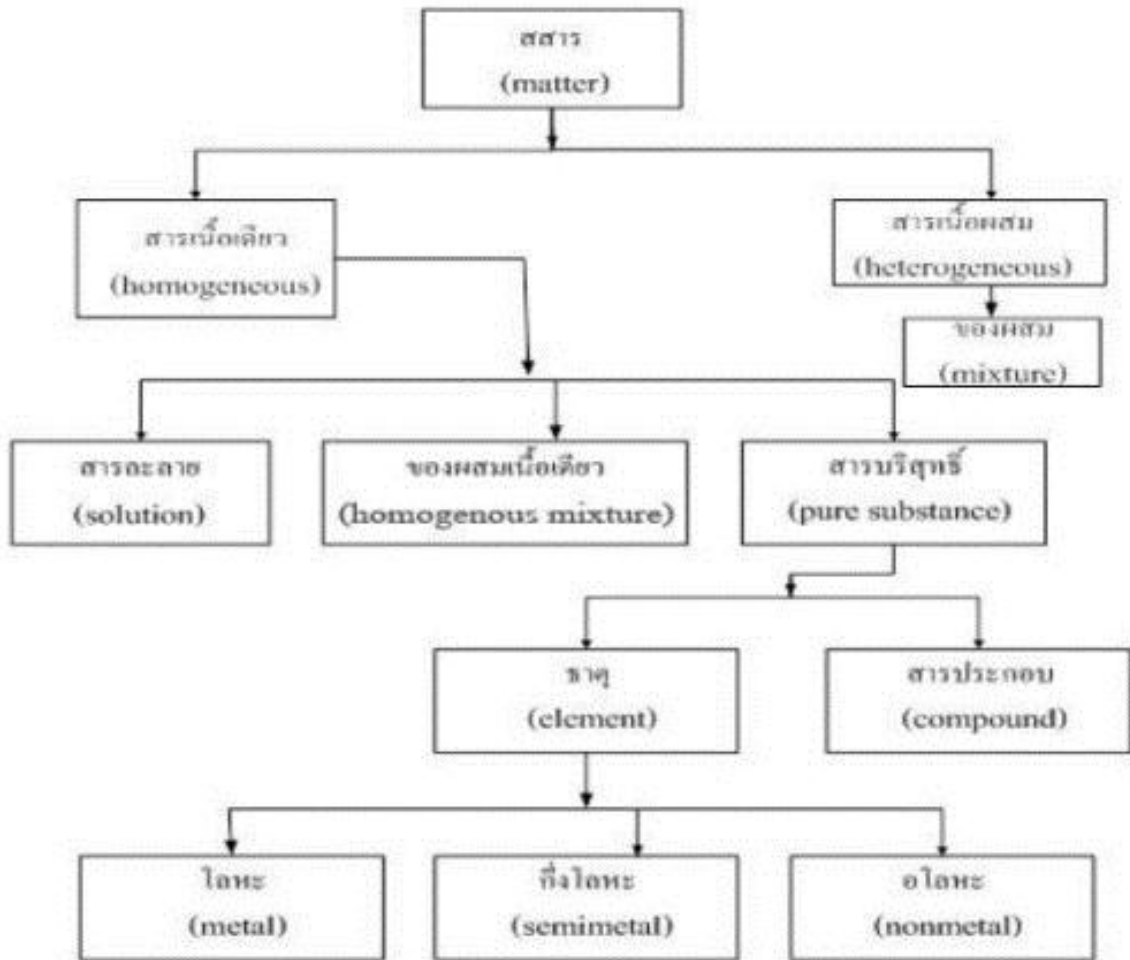 สสาร
(matter)
สารเนื้อเดียว
(homogeneous)
สารเนื้อผสม
(heterogeneous)
ของผสม
(mixture)
สารละลาย
(solution)
ของผสมเนื้อเดียว
(homogenous mixture)
สารบริสุทธิ์
(pure substance)
ธาตุ
(element)
สารประกอบ
(compound)
โลหะ
(metal)
กึ่งโลหะ
(semimetal)
อโลหะ
(nonmetal)